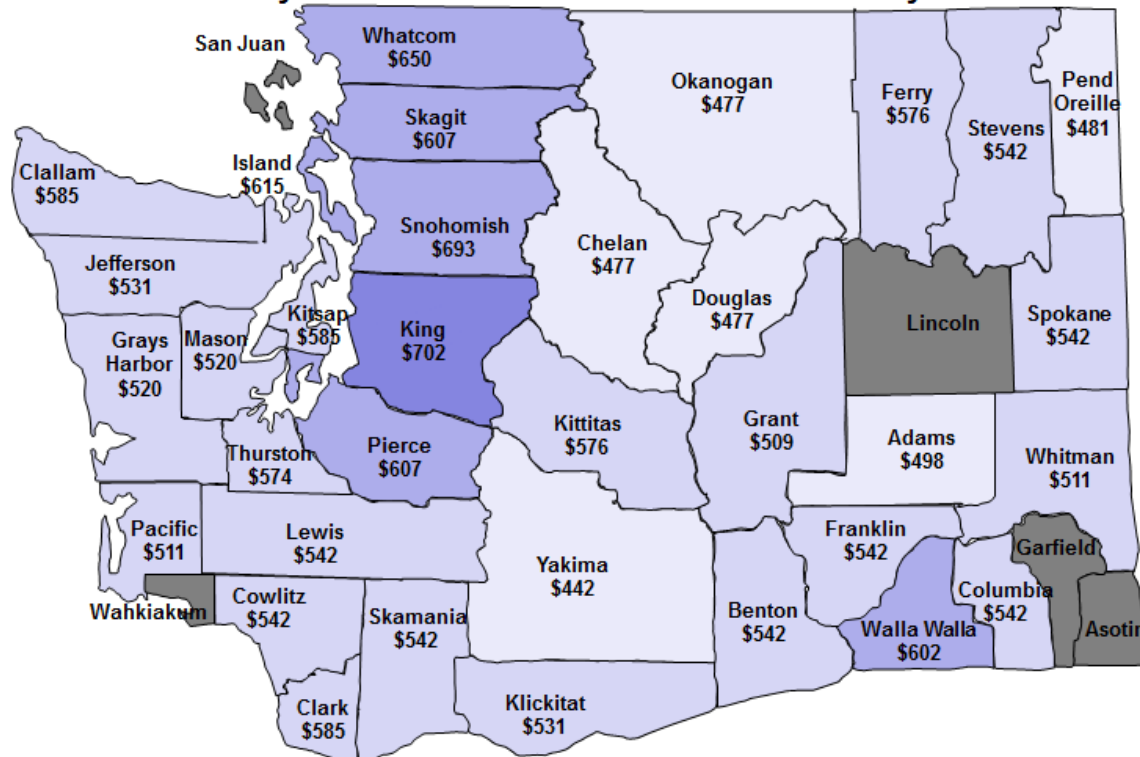 San Juan
Whatcom
$650
Skagit
$607
Island
$615
Clallam
$585
Okanogan
$477
Ferry
$576
Stevens
$542
Pend
Oreille
$481
Snohomish
$693
Chelan
$477
Jefferson
$531
Douglas
$477
Kitsap
$585
King
$702
Grays
Harbor
$520
Mason
$520
Lincoln
Spokane
$542
Thurston
$574
Pierce
$607
Kittitas
$576
Grant
$509
Adams
$498
Whitman
$511
Pacific
$511
Lewis
$542
Yakima
$442
Franklin
$542
Garfield
Wahkiakum
Cowlitz
$542
Skamania
$542
Benton
$542
Walla Walla
$602
Columbia
$542
Asotin
Clark
$585
Klickitat
$531